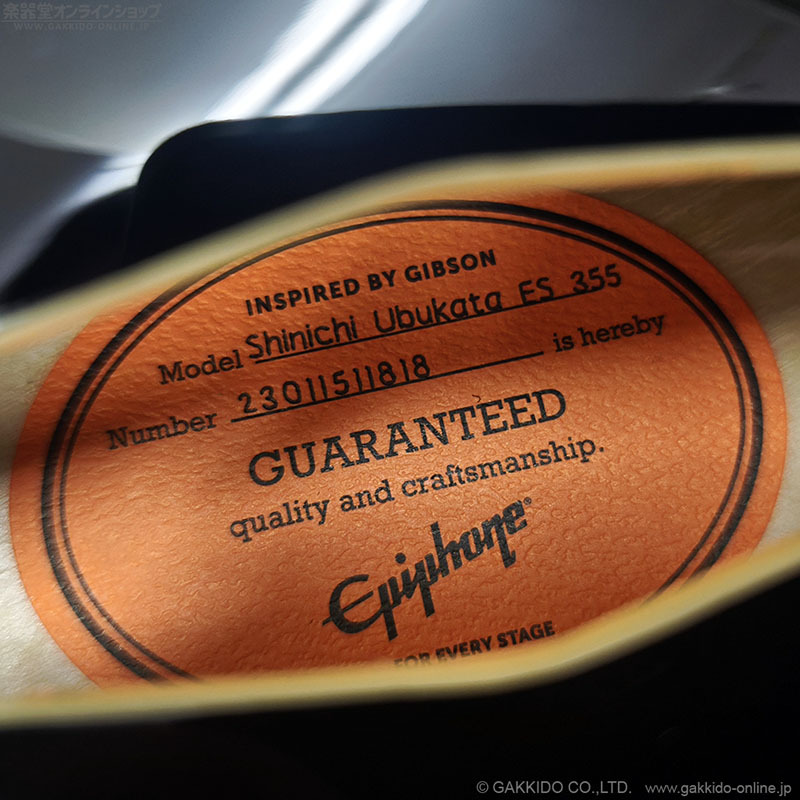 楽器堂オンラインショップ
WWW.GAKKIDO-ONLINE.JP
INSPIRED BY GIBSON
Model Shinichi Ubukata ES 355
Number 23011511818 is hereby
GUARANTEED
quality and craftsmanship.
Epiphone®
FOR EVERY STAGE
© GAKKIDO CO.,LTD. www.gakkido-online.jp